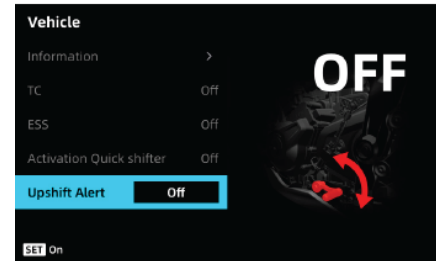 Vehicle
Information >
TC Off
ESS Off
Activation Quick shifter Off
Upshift Alert Off
SET On
OFF